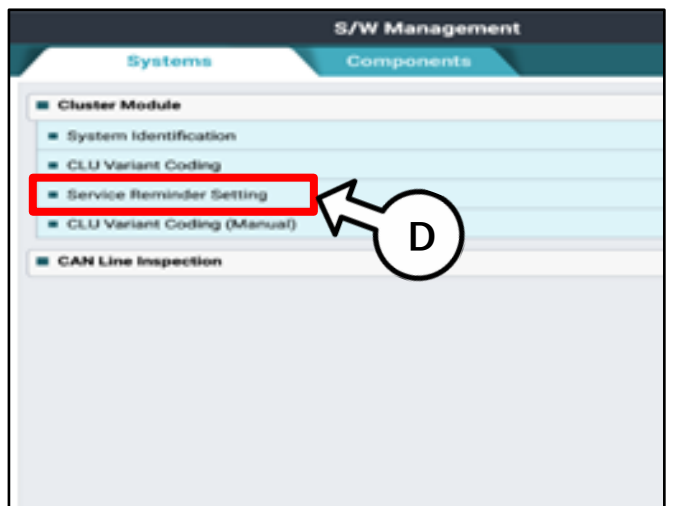 S/W Management
Systems Components
Cluster Module
System Identification
CLU Variant Coding
Service Reminder Setting
CLU Variant Coding (Manual)
D
CAN Line Inspection